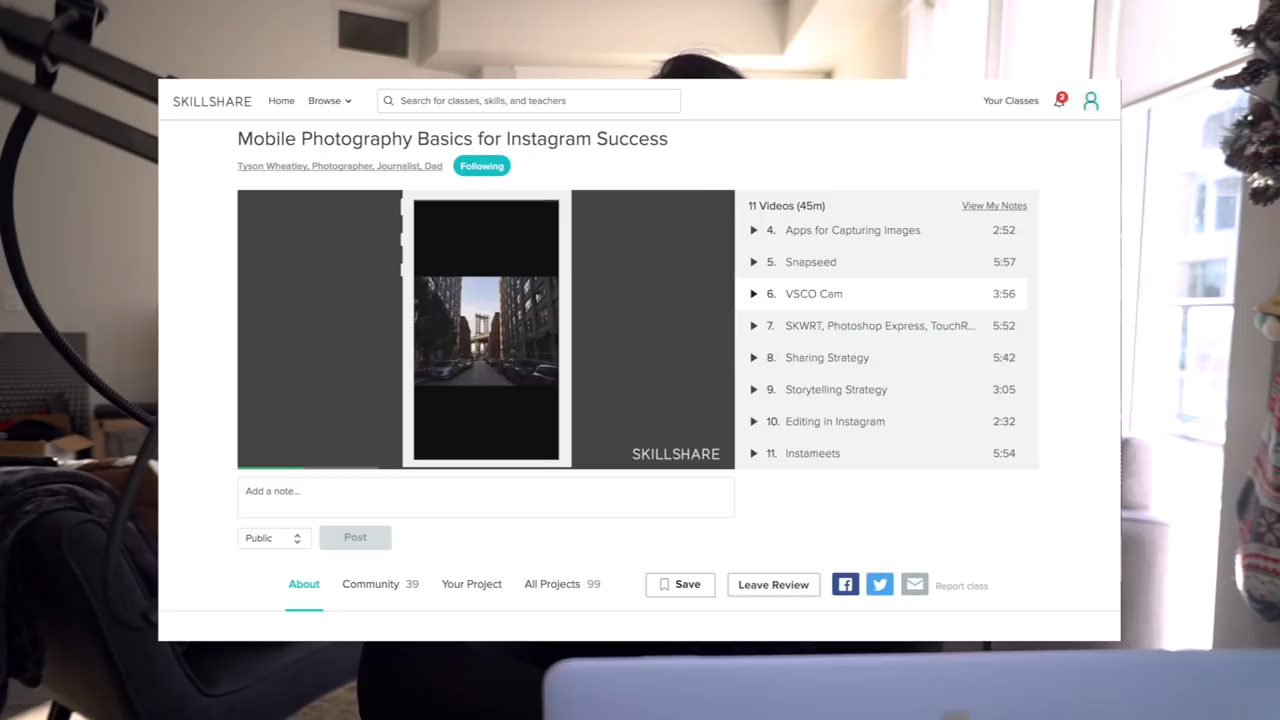 SKILLSHARE Home Browse Search for classes, skills, and teachers Your Classes 2
Mobile Photography Basics for Instagram Success
Tyson Wheatley, Photographer, Journalist, Dad Following
11 Videos (45m) View My Notes
4. Apps for Capturing Images 2:52
5. Snapseed 5:57
6. VSCO Cam 3:56
7. SKWRT, Photoshop Express, TouchR... 5:52
8. Sharing Strategy 5:42
9. Storytelling Strategy 3:05
10. Editing in Instagram 2:32
11. Instameets 5:54
SKILLSHARE
Add a note...
Public Post
About Community 39 Your Project All Projects 99 Save Leave Review Report class